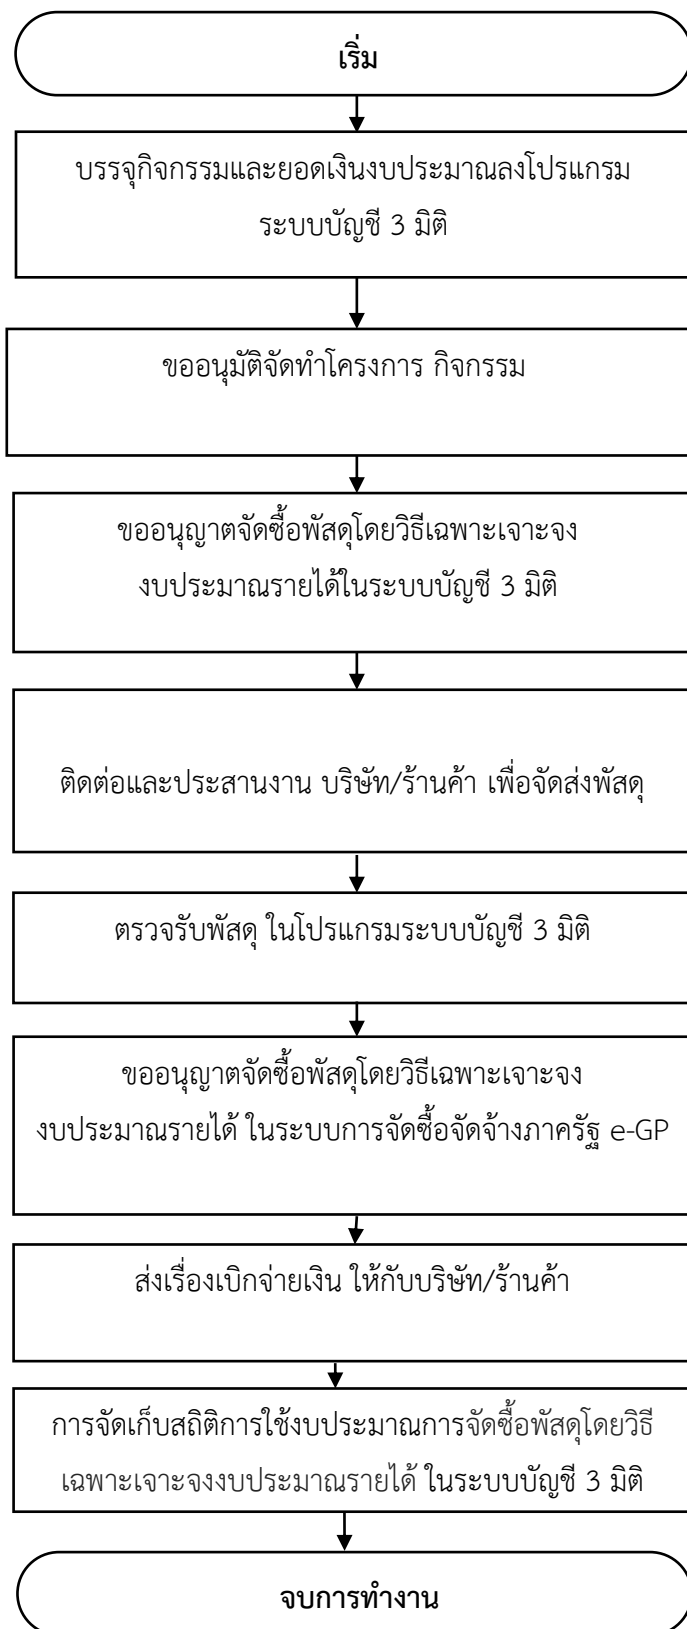 เริ่ม
บรรจุกิจกรรมและยอดเงินงบประมาณลงโปรแกรม
ระบบบัญชี 3 มิติ
ขออนุมัติจัดทำโครงการ กิจกรรม
ขออนุญาตจัดซื้อพัสดุโดยวิธีเฉพาะเจาะจง
งบประมาณรายได้ในระบบบัญชี 3 มิติ
ติดต่อและประสานงาน บริษัท/ร้านค้า เพื่อจัดส่งพัสดุ
ตรวจรับพัสดุ ในโปรแกรมระบบบัญชี 3 มิติ
ขออนุญาตจัดซื้อพัสดุโดยวิธีเฉพาะเจาะจง
งบประมาณรายได้ ในระบบการจัดซื้อจัดจ้างภาครัฐ e-GP
ส่งเรื่องเบิกจ่ายเงิน ให้กับบริษัท/ร้านค้า
การจัดเก็บสถิติการใช้งบประมาณการจัดซื้อพัสดุโดยวิธี
เฉพาะเจาะจงงบประมาณรายได้ ในระบบบัญชี 3 มิติ
จบการทำงาน